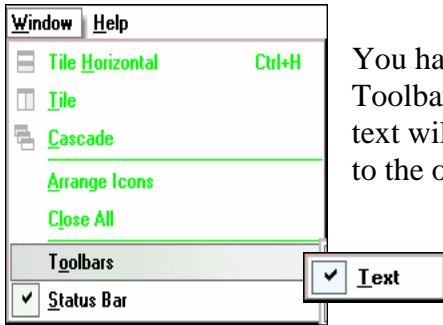 Window Help
Tile Horizontal Ctrl+H
Tile
Cascade
Arrange Icons
Close All
Toolbars
Status Bar
Text
You ha
Toolba
text wil
to the o